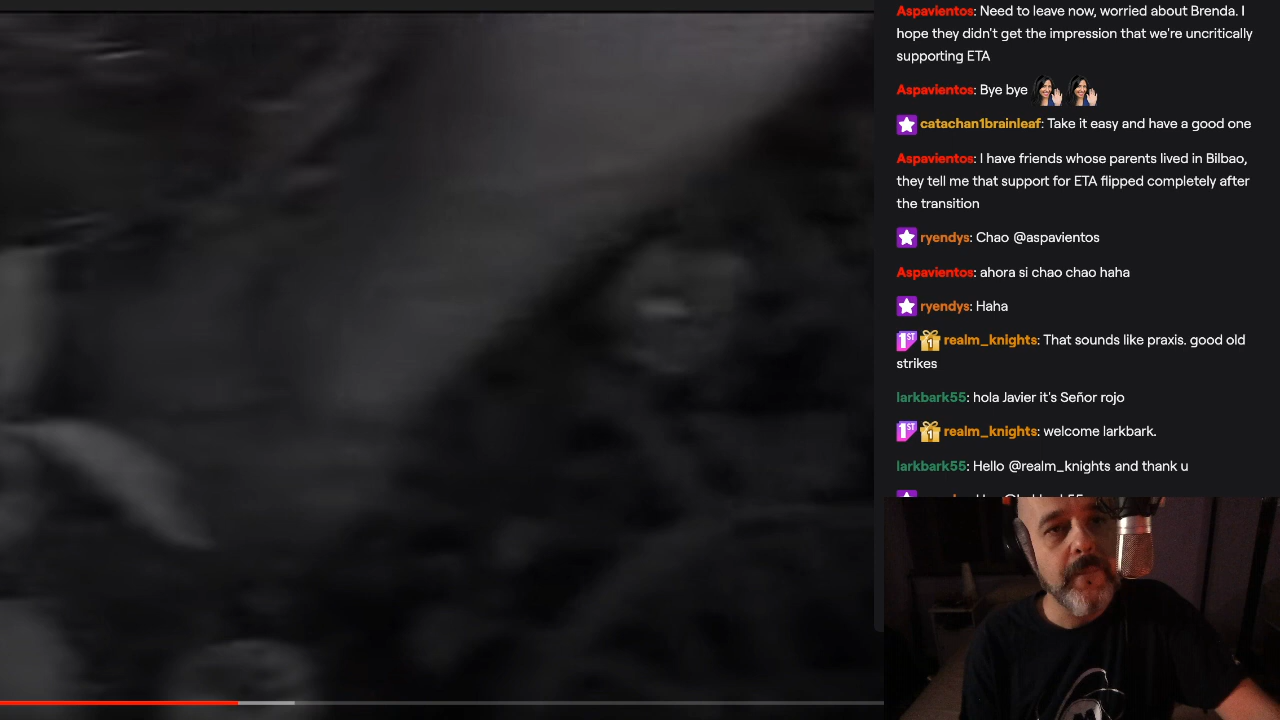 Aspavientos: Need to leave now, worried about Brenda. I
hope they didn't get the impression that we're uncritically
supporting ETA
Aspavientos: Bye bye
catachan1brainleaf: Take it easy and have a good one
Aspavientos: I have friends whose parents lived in Bilbao,
they tell me that support for ETA flipped completely after
the transition
ryendys: Chao @aspavientos
Aspavientos: ahora si chao chao haha
ryendys: Haha
1ST 1 realm_knights: That sounds like praxis. good old
strikes
larkbark55: hola Javier it's Señor rojo
1ST 1 realm_knights: welcome larkbark.
larkbark55: Hello @realm_knights and thank u